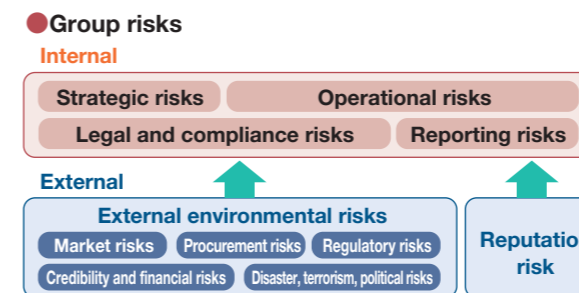 Group risks
Internal
Strategic risks
Operational risks
Legal and compliance risks
Reporting risks
External
External environmental risks
Market risks
Procurement risks
Regulatory risks
Credibility and financial risks
Disaster, terrorism, political risks
Reputatio
risk